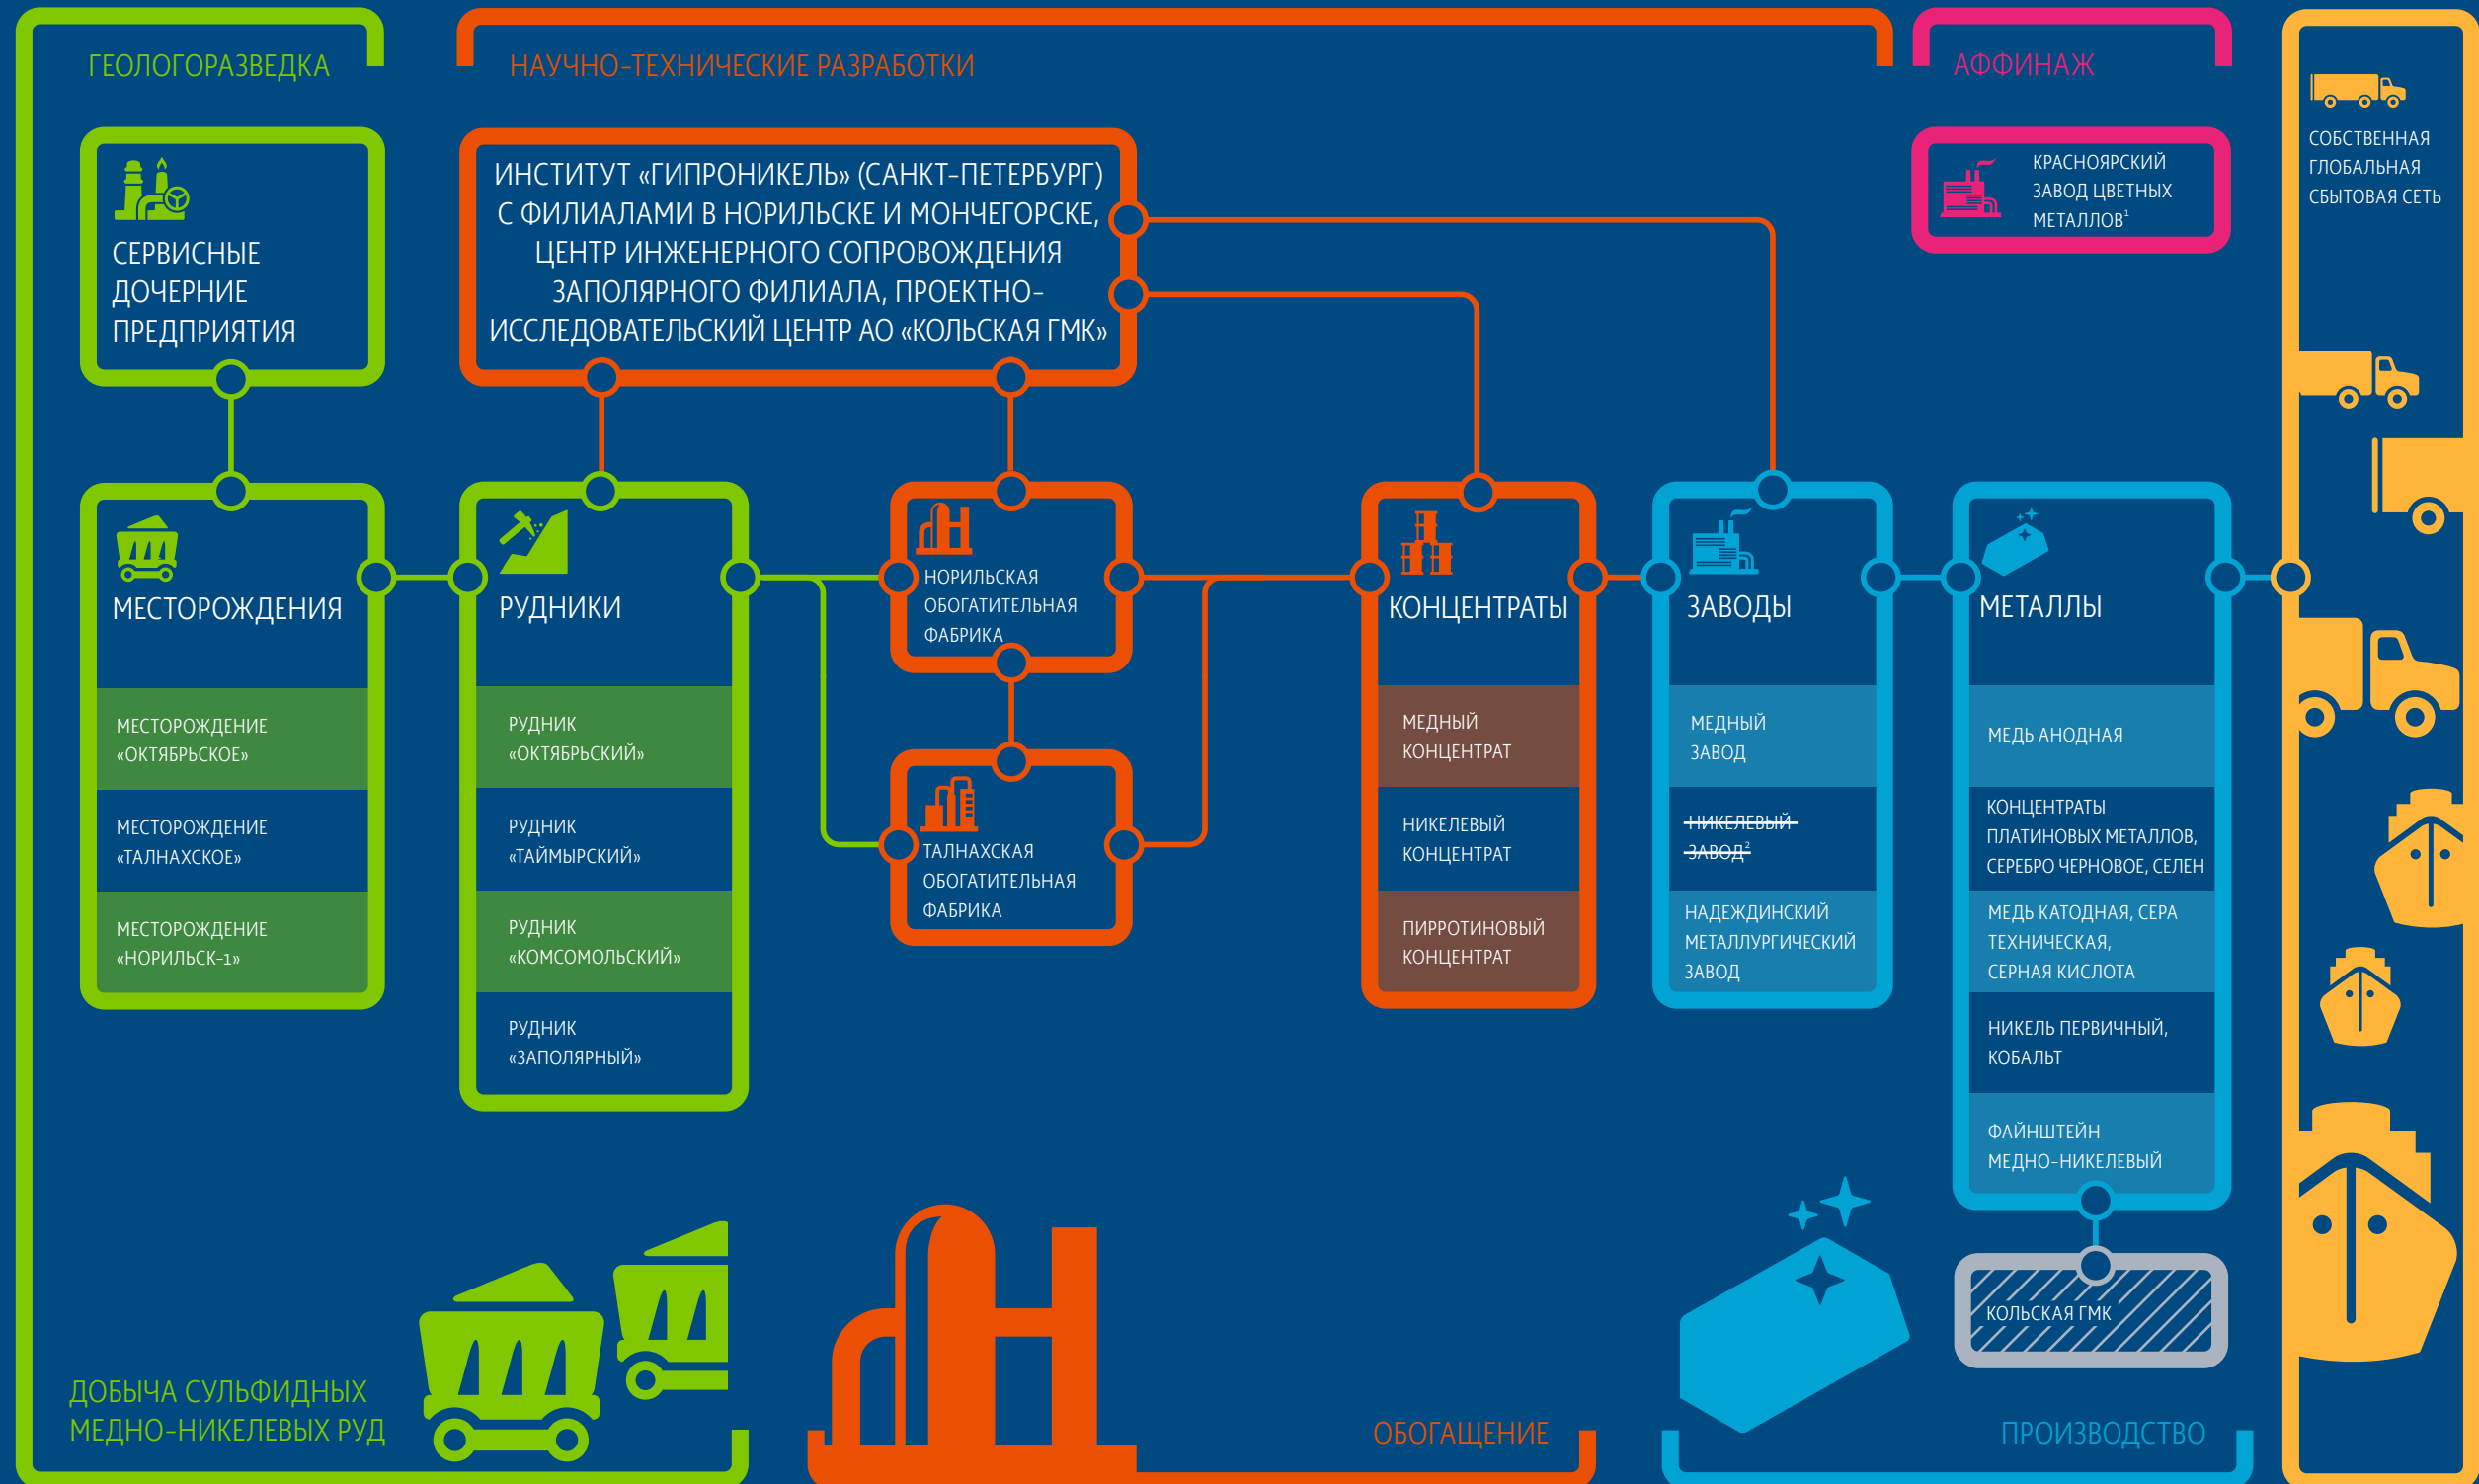 ГЕОЛОГОРАЗВЕДКА
НАУЧНО-ТЕХНИЧЕСКИЕ РАЗРАБОТКИ
АФФИНАЖ
СЕРВИСНЫЕ
ДОЧЕРНИЕ
ПРЕДПРИЯТИЯ
ИНСТИТУТ «ГИПРОНИКЕЛЬ» (САНКТ-ПЕТЕРБУРГ)
С ФИЛИАЛАМИ В НОРИЛЬСКЕ И МОНЧЕГОРСКЕ,
ЦЕНТР ИНЖЕНЕРНОГО СОПРОВОЖДЕНИЯ
ЗАПОЛЯРНОГО ФИЛИАЛА, ПРОЕКТНО-
ИССЛЕДОВАТЕЛЬСКИЙ ЦЕНТР АО «КОЛЬСКАЯ ГМК»
КРАСНОЯРСКИЙ
ЗАВОД ЦВЕТНЫХ
МЕТАЛЛОВ¹
СОБСТВЕННАЯ
ГЛОБАЛЬНАЯ
СБЫТОВАЯ СЕТЬ
МЕСТОРОЖДЕНИЯ
МЕСТОРОЖДЕНИЕ
«ОКТЯБРЬСКОЕ»
МЕСТОРОЖДЕНИЕ
«ТАЛНАХСКОЕ»
МЕСТОРОЖДЕНИЕ
«НОРИЛЬСК-1»
РУДНИКИ
РУДНИК
«ОКТЯБРЬСКИЙ»
РУДНИК
«ТАЙМЫРСКИЙ»
РУДНИК
«КОМСОМОЛЬСКИЙ»
РУДНИК
«ЗАПОЛЯРНЫЙ»
НОРИЛЬСКАЯ
ОБОГАТИТЕЛЬНАЯ
ФАБРИКА
ТАЛНАХСКАЯ
ОБОГАТИТЕЛЬНАЯ
ФАБРИКА
КОНЦЕНТРАТЫ
МЕДНЫЙ
КОНЦЕНТРАТ
НИКЕЛЕВЫЙ
КОНЦЕНТРАТ
ПИРРОТИНОВЫЙ
КОНЦЕНТРАТ
ЗАВОДЫ
МЕДНЫЙ
ЗАВОД
НИКЕЛЕВЫЙ
ЗАВОД²
НАДЕЖДИНСКИЙ
МЕТАЛЛУРГИЧЕСКИЙ
ЗАВОД
МЕТАЛЛЫ
МЕДЬ АНОДНАЯ
КОНЦЕНТРАТЫ
ПЛАТИНОВЫХ МЕТАЛЛОВ,
СЕРЕБРО ЧЕРНОВОЕ, СЕЛЕН
МЕДЬ КАТОДНАЯ, СЕРА
ТЕХНИЧЕСКАЯ,
СЕРНАЯ КИСЛОТА
НИКЕЛЬ ПЕРВИЧНЫЙ,
КОБАЛЬТ
ФАЙНШТЕЙН
МЕДНО-НИКЕЛЕВЫЙ
КОЛЬСКАЯ ГМК
ДОБЫЧА СУЛЬФИДНЫХ
МЕДНО-НИКЕЛЕВЫХ РУД
ОБОГАЩЕНИЕ
ПРОИЗВОДСТВО